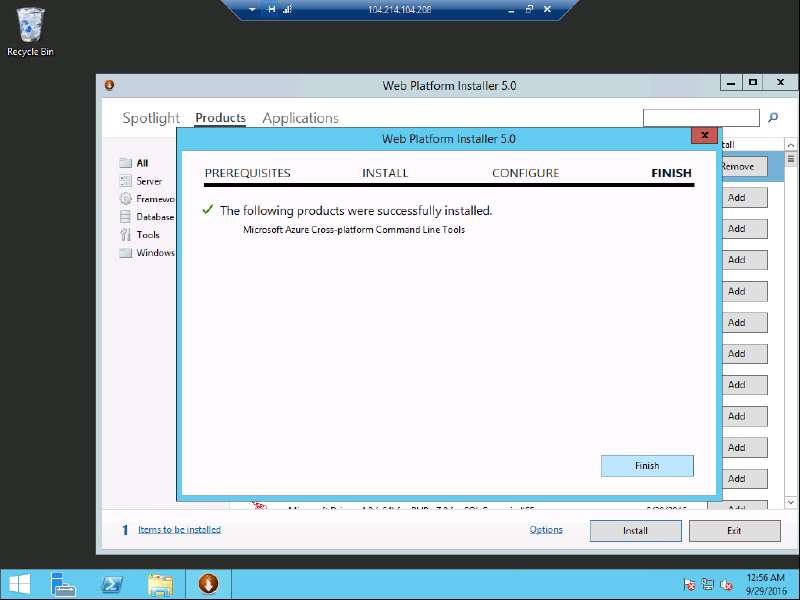 104.214.104.208
Recycle Bin
Web Platform Installer 5.0
Spotlight Products Applications
Web Platform Installer 5.0
All
Server
Framewo
Database
Tools
Windows
PREREQUISITES INSTALL CONFIGURE FINISH
The following products were successfully installed.
Microsoft Azure Cross-platform Command Line Tools
Finish
tall
Remove
Add
Add
Add
Add
Add
Add
Add
Add
Add
Add
1 Items to be installed
Options
Install
Exit
12:56 AM
9/29/2016